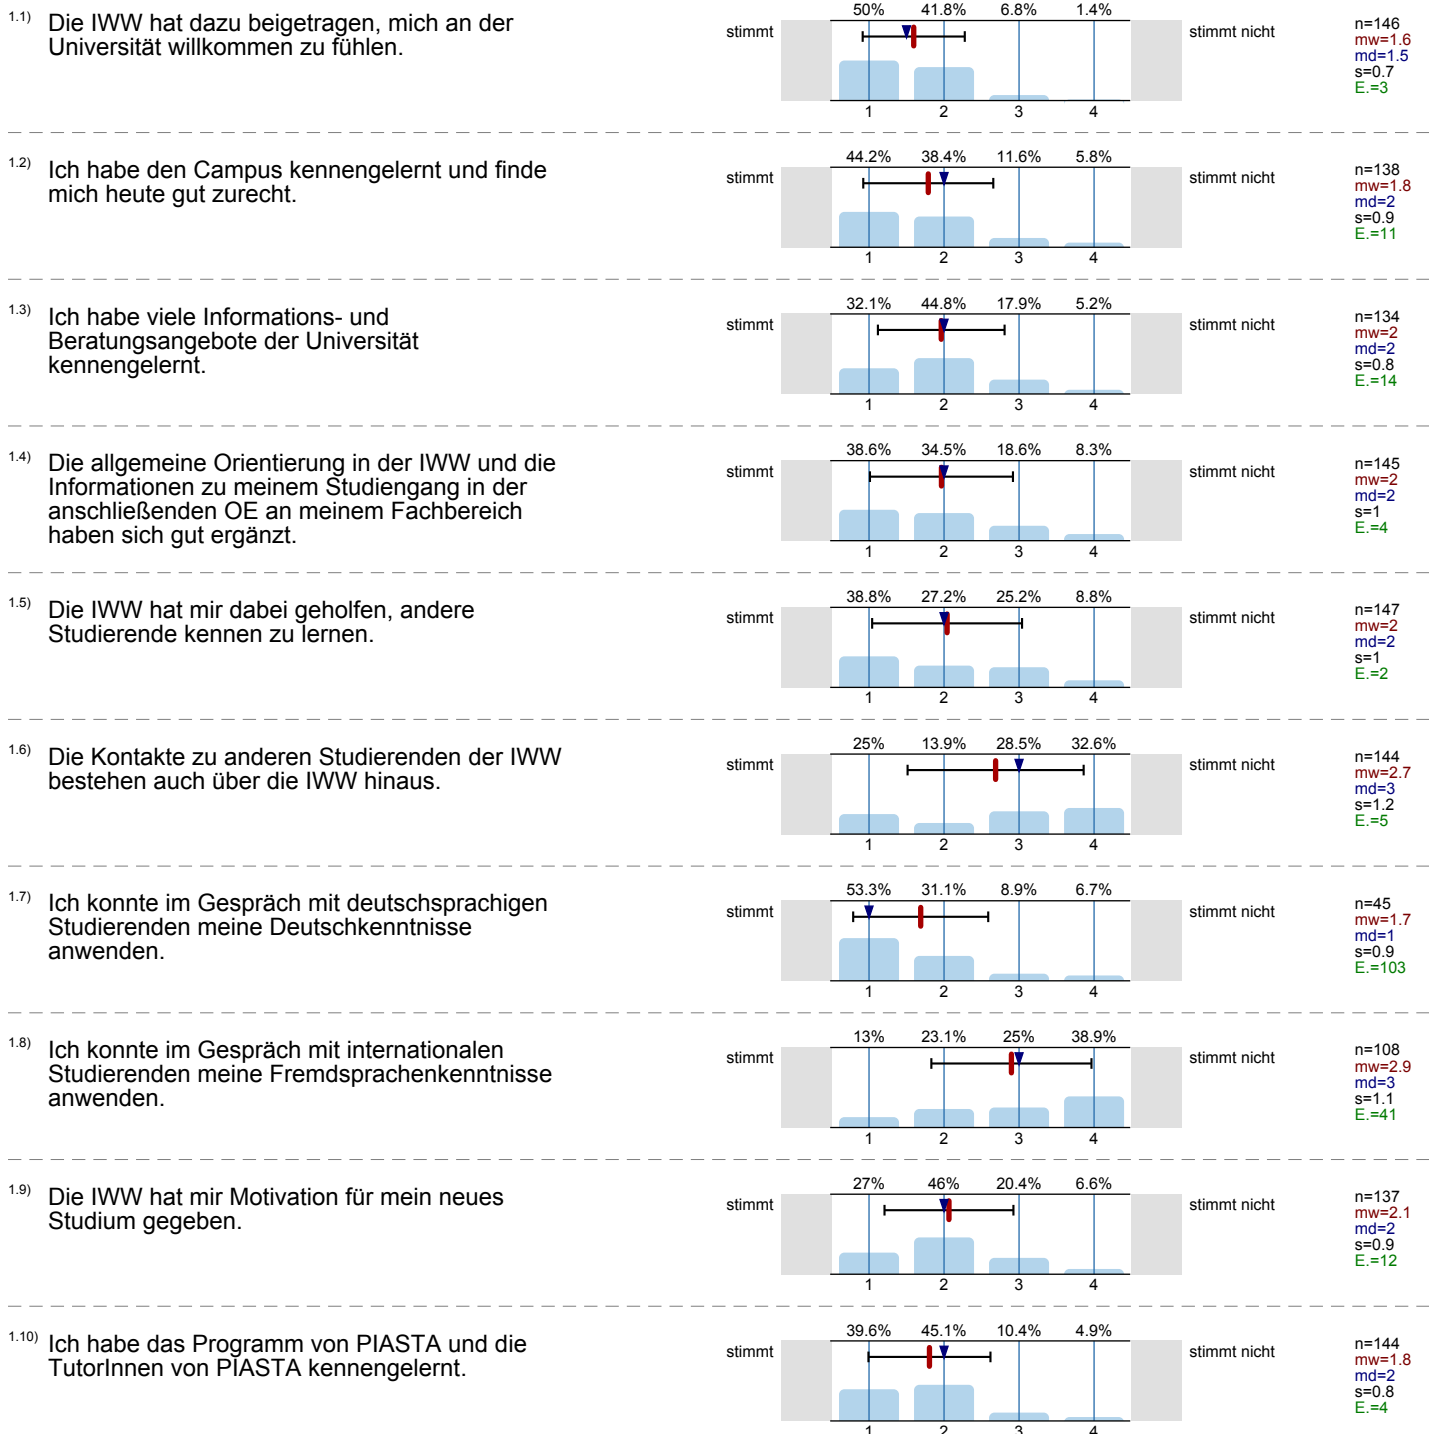 1.1) Die IWW hat dazu beigetragen, mich an der
Universität willkommen zu fühlen.
stimmt
50% 41.8% 6.8% 1.4%
1 2 3 4
stimmt nicht
n=146
mw=1.6
md=1.5
s=0.7
E.=3
1.2) Ich habe den Campus kennengelernt und finde
mich heute gut zurecht.
stimmt
44.2% 38.4% 11.6% 5.8%
1 2 3 4
stimmt nicht
n=138
mw=1.8
md=2
s=0.9
E.=11
1.3) Ich habe viele Informations- und
Beratungsangebote der Universität
kennengelernt.
stimmt
32.1% 44.8% 17.9% 5.2%
1 2 3 4
stimmt nicht
n=134
mw=2
md=2
s=0.8
E.=14
1.4) Die allgemeine Orientierung in der IWW und die
Informationen zu meinem Studiengang in der
anschließenden OE an meinem Fachbereich
haben sich gut ergänzt.
stimmt
38.6% 34.5% 18.6% 8.3%
1 2 3 4
stimmt nicht
n=145
mw=2
md=2
s=1
E.=4
1.5) Die IWW hat mir dabei geholfen, andere
Studierende kennen zu lernen.
stimmt
38.8% 27.2% 25.2% 8.8%
1 2 3 4
stimmt nicht
n=147
mw=2
md=2
s=1
E.=2
1.6) Die Kontakte zu anderen Studierenden der IWW
bestehen auch über die IWW hinaus.
stimmt
25% 13.9% 28.5% 32.6%
1 2 3 4
stimmt nicht
n=144
mw=2.7
md=3
s=1.2
E.=5
1.7) Ich konnte im Gespräch mit deutschsprachigen
Studierenden meine Deutschkenntnisse
anwenden.
stimmt
53.3% 31.1% 8.9% 6.7%
1 2 3 4
stimmt nicht
n=45
mw=1.7
md=1
s=0.9
E.=103
1.8) Ich konnte im Gespräch mit internationalen
Studierenden meine Fremdsprachenkenntnisse
anwenden.
stimmt
13% 23.1% 25% 38.9%
1 2 3 4
stimmt nicht
n=108
mw=2.9
md=3
s=1.1
E.=41
1.9) Die IWW hat mir Motivation für mein neues
Studium gegeben.
stimmt
27% 46% 20.4% 6.6%
1 2 3 4
stimmt nicht
n=137
mw=2.1
md=2
s=0.9
E.=12
1.10) Ich habe das Programm von PIASTA und die
TutorInnen von PIASTA kennengelernt.
stimmt
39.6% 45.1% 10.4% 4.9%
1 2 3 4
stimmt nicht
n=144
mw=1.8
md=2
s=0.8
E.=4